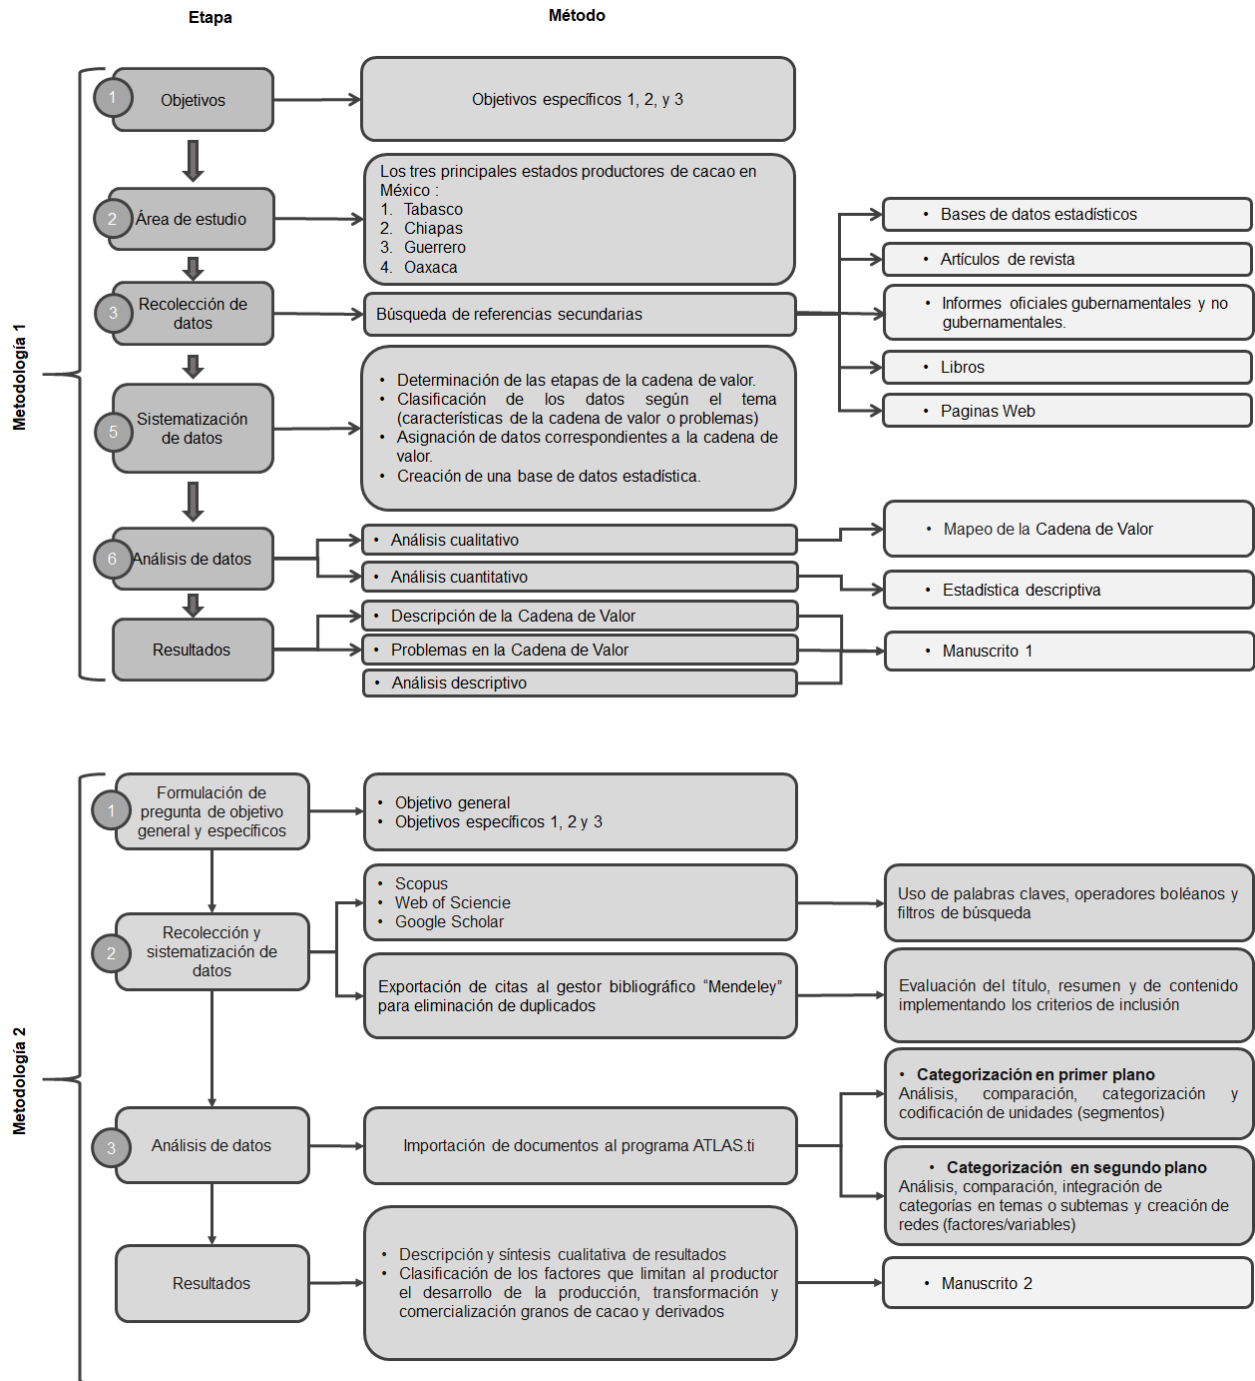 Etapa
Método
Metodología 1
1
Objetivos
Objetivos específicos 1, 2, y 3
2
Área de estudio
Los tres principales estados productores de cacao en
México :
1. Tabasco
2. Chiapas
3. Guerrero
4. Oaxaca
3
Recolección de
datos
Búsqueda de referencias secundarias
• Bases de datos estadísticos
• Artículos de revista
• Informes oficiales gubernamentales y no
gubernamentales.
• Libros
• Paginas Web
5
Sistematización
de datos
• Determinación de las etapas de la cadena de valor.
• Clasificación de los datos según el tema
(características de la cadena de valor o problemas)
• Asignación de datos correspondientes a la cadena de
valor.
• Creación de una base de datos estadística.
6
Análisis de datos
• Análisis cualitativo
• Mapeo de la Cadena de Valor
• Análisis cuantitativo
• Estadística descriptiva
Resultados
• Descripción de la Cadena de Valor
• Problemas en la Cadena de Valor
• Análisis descriptivo
• Manuscrito 1
Metodología 2
1
Formulación de
pregunta de objetivo
general y específicos
• Objetivo general
• Objetivos específicos 1, 2 y 3
2
Recolección y
sistematización de
datos
• Scopus
• Web of Sciencie
• Google Scholar
Uso de palabras claves, operadores boléanos y
filtros de búsqueda
Exportación de citas al gestor bibliográfico “Mendeley”
para eliminación de duplicados
Evaluación del título, resumen y de contenido
implementando los criterios de inclusión
3
Análisis de datos
Importación de documentos al programa ATLAS.ti
• Categorización en primer plano
Análisis, comparación, categorización y
codificación de unidades (segmentos)
• Categorización en segundo plano
Análisis, comparación, integración de
categorías en temas o subtemas y creación de
redes (factores/variables)
Resultados
• Descripción y síntesis cualitativa de resultados
• Clasificación de los factores que limitan al productor
el desarrollo de la producción, transformación y
comercialización granos de cacao y derivados
• Manuscrito 2